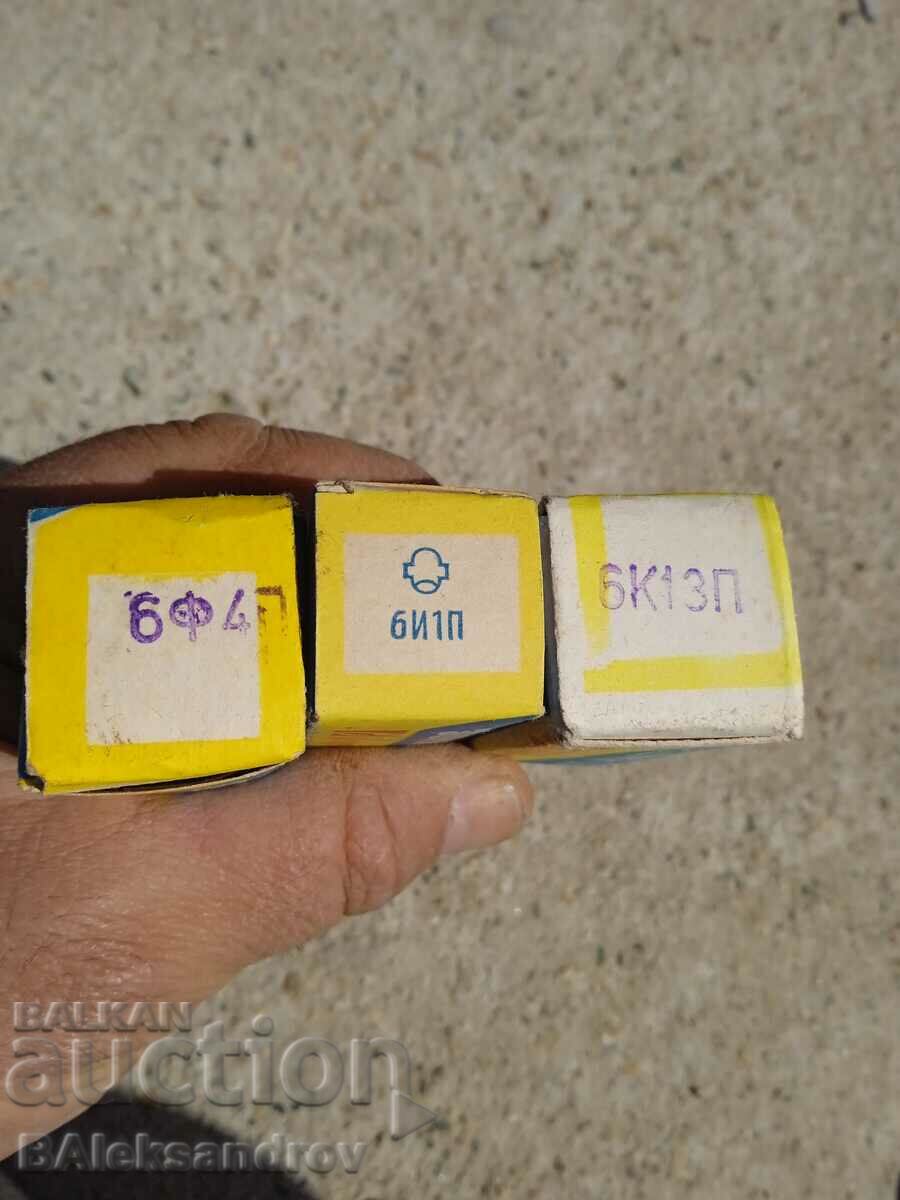 6Ф4П
6И1П
6К13П
BALKAN
auction
BAleksandrov